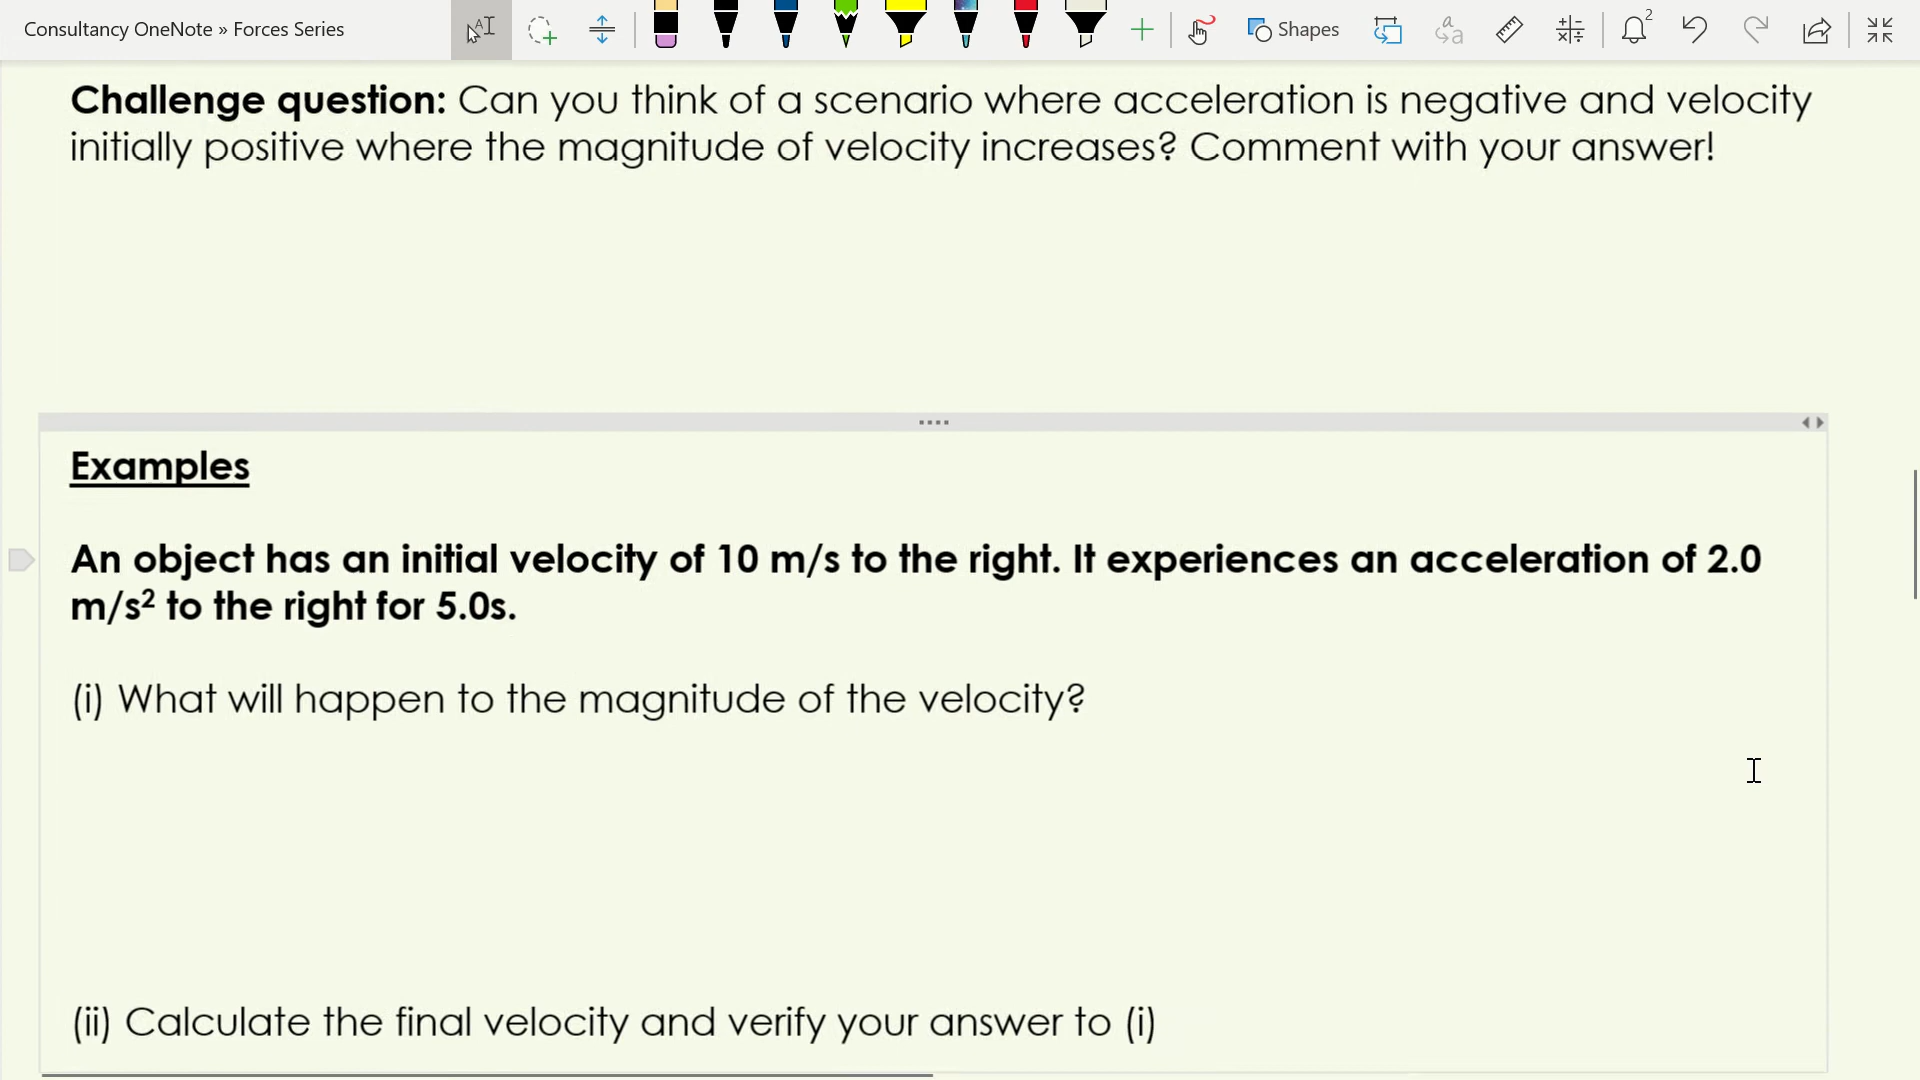 Consultancy OneNote » Forces Series
Shapes
2
Challenge question: Can you think of a scenario where acceleration is negative and velocity
initially positive where the magnitude of velocity increases? Comment with your answer!
Examples
An object has an initial velocity of 10 m/s to the right. It experiences an acceleration of 2.0
m/s² to the right for 5.0s.
(i) What will happen to the magnitude of the velocity?
(ii) Calculate the final velocity and verify your answer to (i)